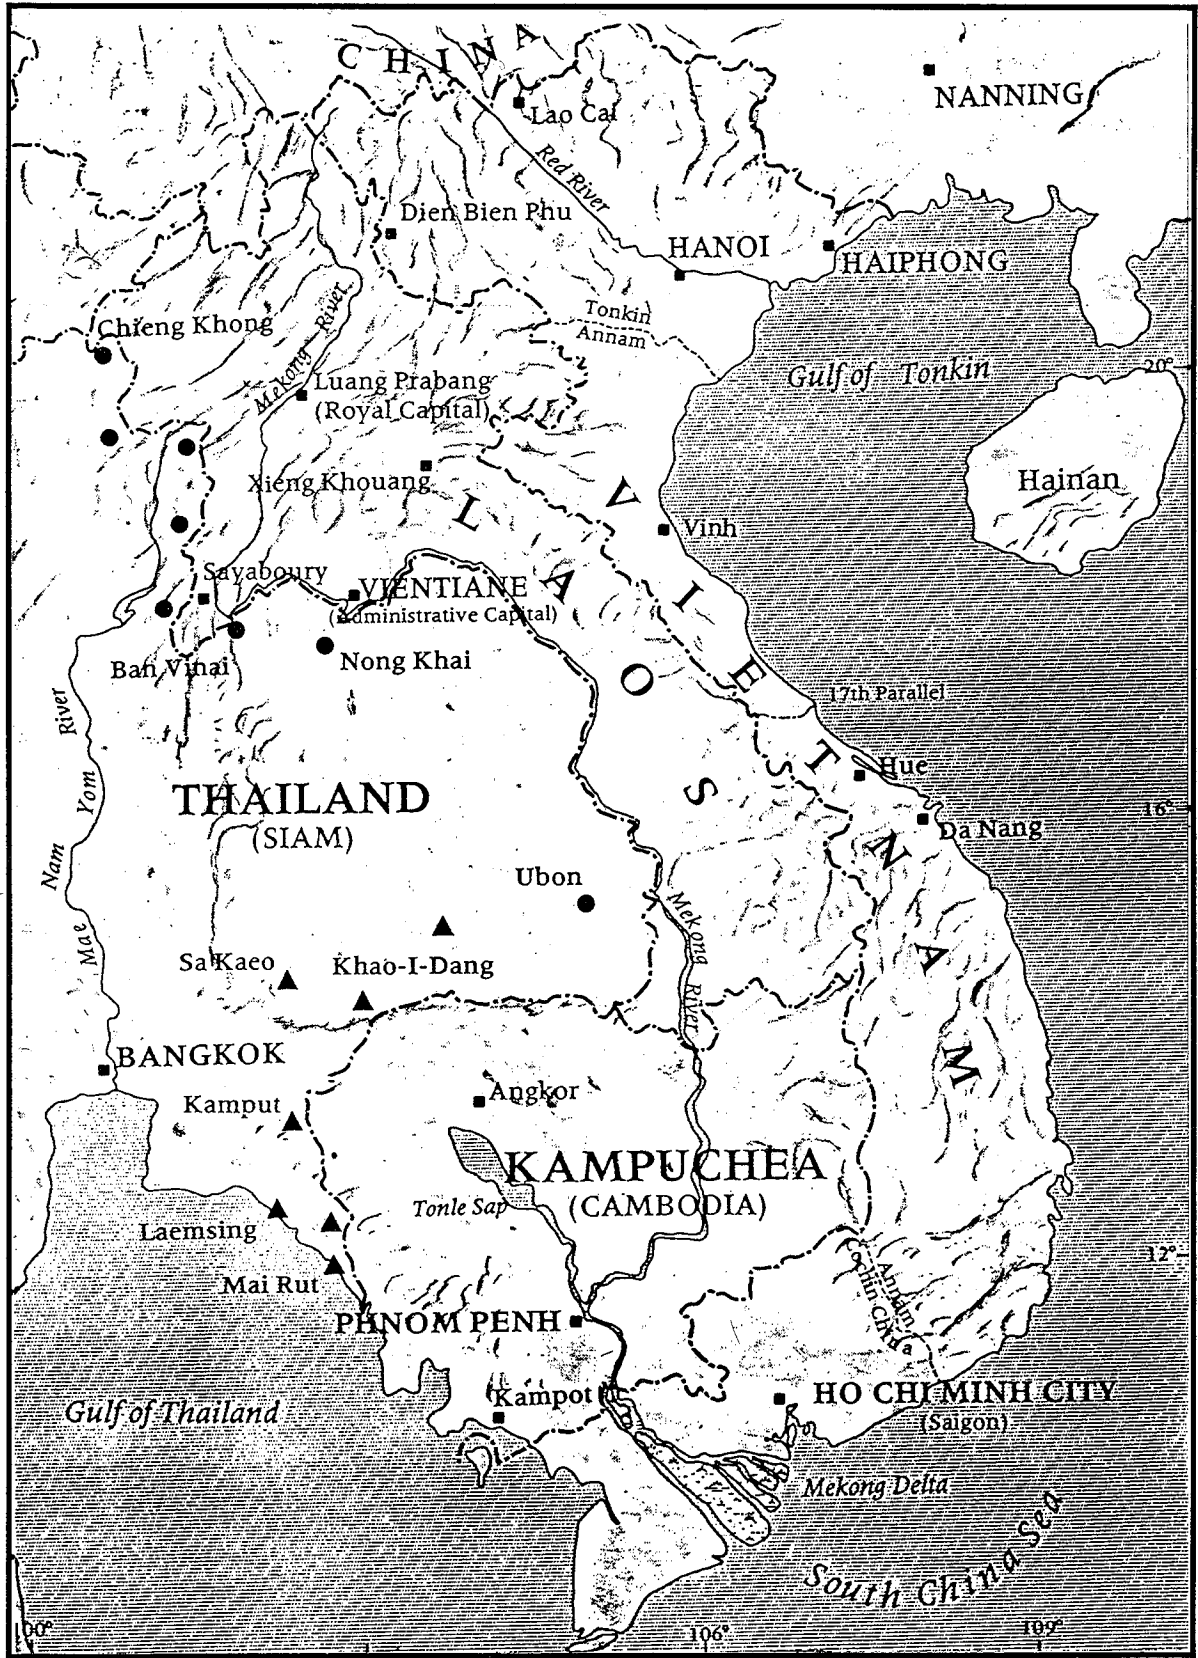 CHINA
NANNING
Lao Cai
Red River
Dien Bien Phu
HANOI
HAIPHONG
Tonkin
Annam
Chieng Khong
Mekong River
Luang Prabang
(Royal Capital)
Gulf of Tonkin
20°
Hainan
Xieng Khouang
LAOS
VIETNAM
Vinh
Sayaboury
VIENTIANE
(Administrative Capital)
Ban Vinai
Nong Khai
17th Parallel
Mae Nam Yom River
THAILAND
(SIAM)
Hue
16°
Da Nang
Ubon
Mekong River
Sa Kaeo
Khao-I-Dang
BANGKOK
Kamput
Angkor
KAMPUCHEA
(CAMBODIA)
Tonle Sap
Laemsing
Mai Rut
12°
Annam
Cochin China
PHNOM PENH
Kampot
HO CHI MINH CITY
(Saigon)
Gulf of Thailand
Mekong Delta
South China Sea
100°
106°
109°